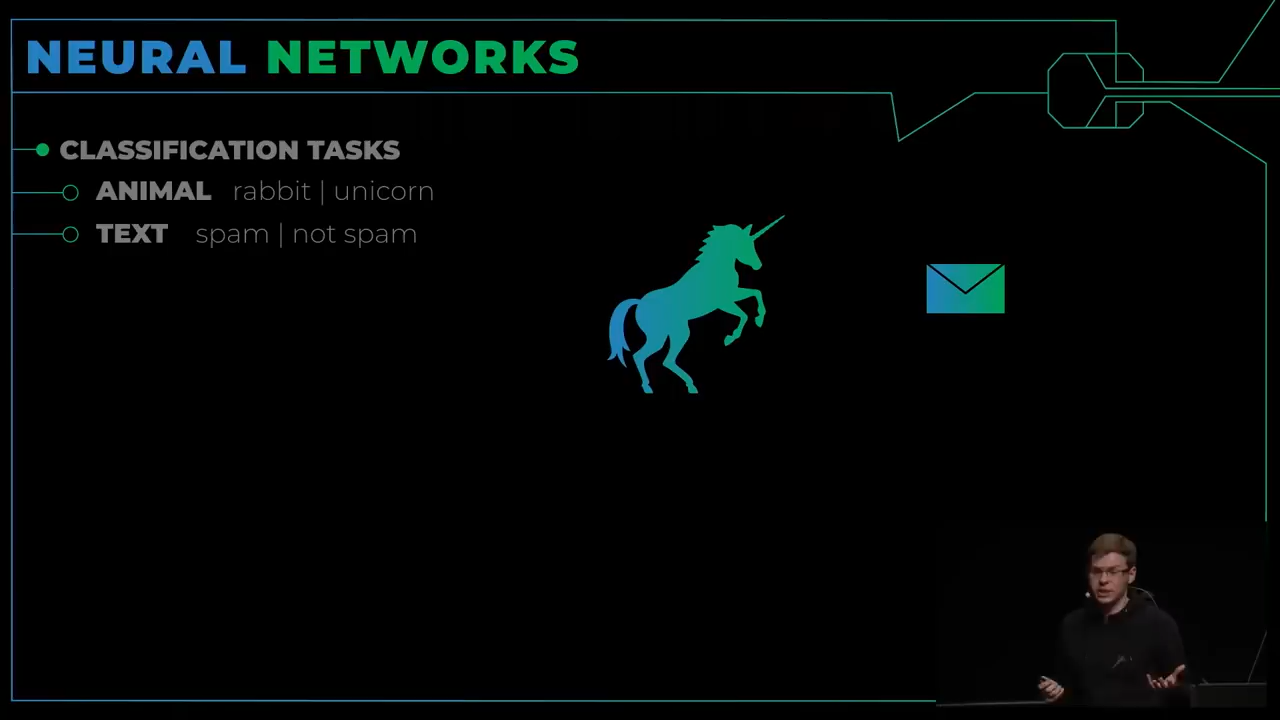 NEURAL NETWORKS
CLASSIFICATION TASKS
ANIMAL rabbit | unicorn
TEXT spam | not spam